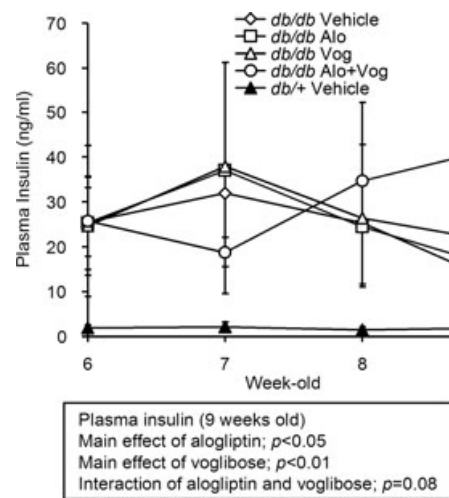 70
60
50
40
30
20
10
0
Plasma Insulin (ng/ml)
db/db Vehicle
db/db Alo
db/db Vog
db/db Alo+Vog
db/+ Vehicle
6 7 8
Week-old
Plasma insulin (9 weeks old)
Main effect of alogliptin; p<0.05
Main effect of voglibose; p<0.01
Interaction of alogliptin and voglibose; p=0.08